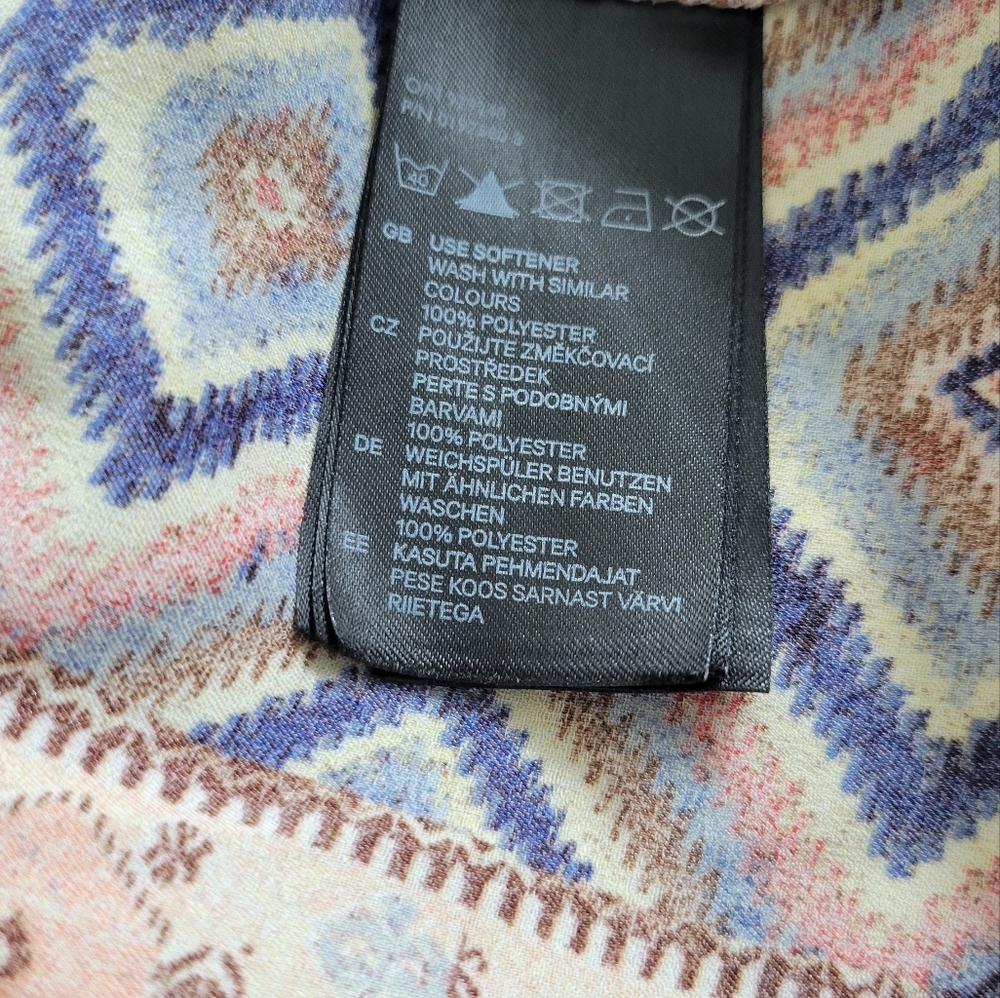 40
GB USE SOFTENER
WASH WITH SIMILAR
COLOURS
100% POLYESTER
CZ POUŽIJTE ZMĚKČOVACÍ
PROSTŘEDEK
PERTE S PODOBNÝMI
BARVAMI
100% POLYESTER
DE WEICHSPÜLER BENUTZEN
MIT ÄHNLICHEN FARBEN
WASCHEN
100% POLYESTER
EE KASUTA PEHMENDAJAT
PESE KOOS SARNAST VÄRVI
RIIETEGA